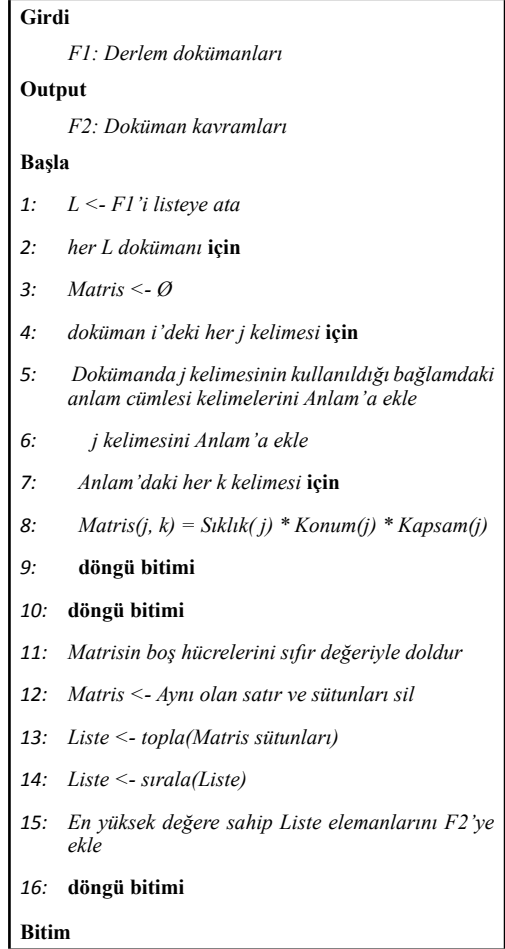 Girdi
F1: Derlem dokümanları
Output
F2: Doküman kavramları
Başla
1: L <- F1’i listeye ata
2: her L dokümanı için
3: Matris <- Ø
4: doküman i’deki her j kelimesi için
5: Dokümanda j kelimesinin kullanıldığı bağlamdaki
anlam cümlesi kelimelerini Anlam’a ekle
6: j kelimesini Anlam’a ekle
7: Anlam’daki her k kelimesi için
8: Matris(j, k) = Sıklık( j) * Konum(j) * Kapsam(j)
9: döngü bitimi
10: döngü bitimi
11: Matrisin boş hücrelerini sıfır değeriyle doldur
12: Matris <- Aynı olan satır ve sütunları sil
13: Liste <- topla(Matris sütunları)
14: Liste <- sırala(Liste)
15: En yüksek değere sahip Liste elemanlarını F2’ye
ekle
16: döngü bitimi
Bitim